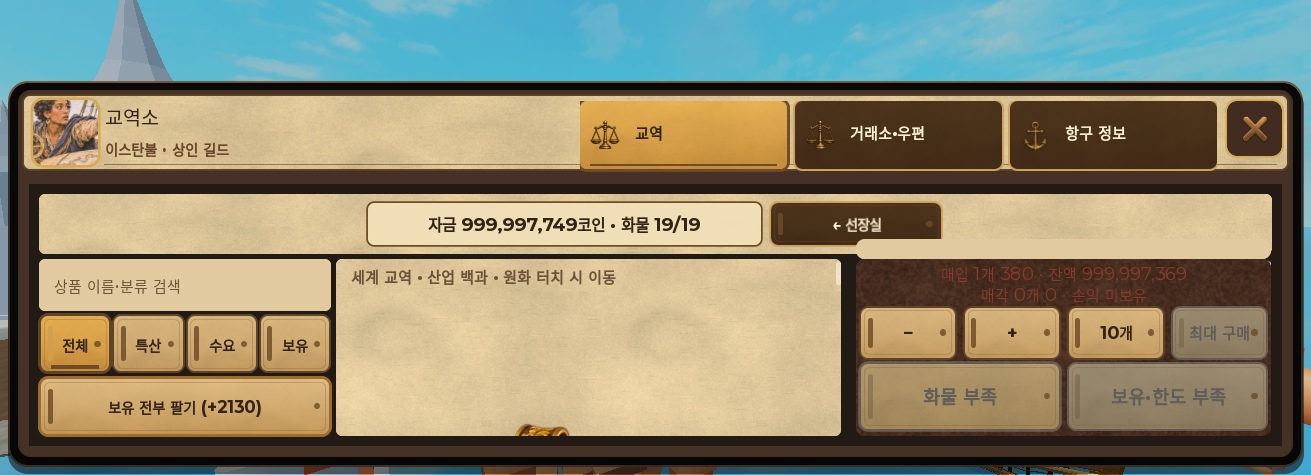 교역소
이스탄불 • 상인 길드
교역
거래소•우편
항구 정보
자금 999,997,749코인 • 화물 19/19
← 선장실
상품 이름·분류 검색
전체
특산
수요
보유
보유 전부 팔기 (+2130)
세계 교역 • 산업 백과 • 원화 터치 시 이동
매입 1개 380 · 잔액 999,997,369
매각 0개 0 · 손익 미보유
−
+
10개
최대 구매
화물 부족
보유•한도 부족